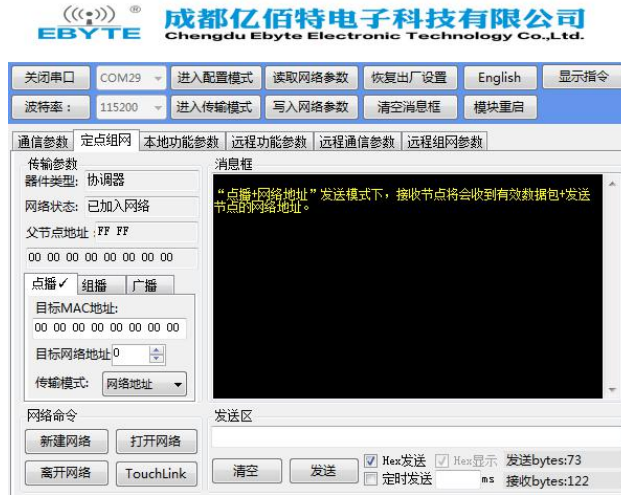 ((( ))) ®
EBYTE
成都亿佰特电子科技有限公司
Chengdu Ebyte Electronic Technology Co.,Ltd.
关闭串口 COM29 进入配置模式 读取网络参数 恢复出厂设置 English 显示指令
波特率： 115200 进入传输模式 写入网络参数 清空消息框 模块重启
通信参数 定点组网 本地功能参数 远程功能参数 远程通信参数 远程组网参数
传输参数
器件类型: 协调器
网络状态: 已加入网络
父节点地址:FF FF
00 00 00 00 00 00 00 00
点播✓ 组播 广播
目标MAC地址:
00 00 00 00 00 00 00 00
目标网络地址 0
传输模式: 网络地址
网络命令
新建网络 打开网络
离开网络 TouchLink
消息框
“点播+网络地址”发送模式下，接收节点将会收到有效数据包+发送
节点的网络地址。
发送区
清空 发送
Hex发送 Hex显示 发送bytes:73
定时发送 ms 接收bytes:122